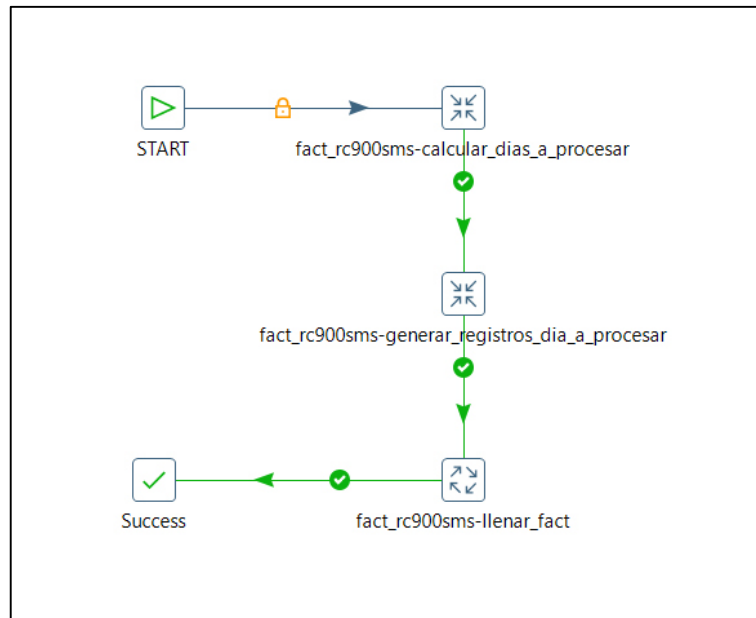 START
fact_rc900sms-calcular_dias_a_procesar
fact_rc900sms-generar_registros_dia_a_procesar
Success
fact_rc900sms-llenar_fact